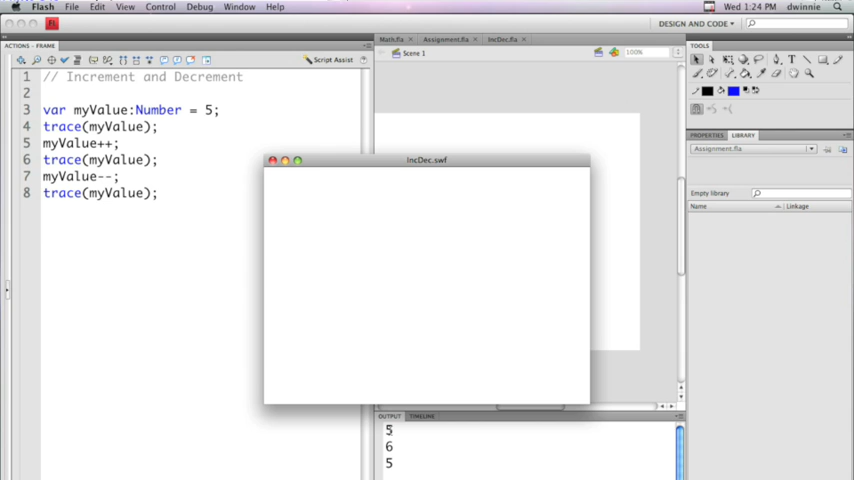 Flash File Edit View Control Debug Window Help Wed 1:24 PM dwinnie
FL DESIGN AND CODE
ACTIONS - FRAME
Script Assist
1 // Increment and Decrement
2
3 var myValue:Number = 5;
4 trace(myValue);
5 myValue++;
6 trace(myValue);
7 myValue--;
8 trace(myValue);
Math.fla Assignment.fla IncDec.fla
Scene 1 100%
IncDec.swf
OUTPUT TIMELINE
5
6
5
TOOLS
T
PROPERTIES LIBRARY
Assignment.fla
Empty library
Name Linkage